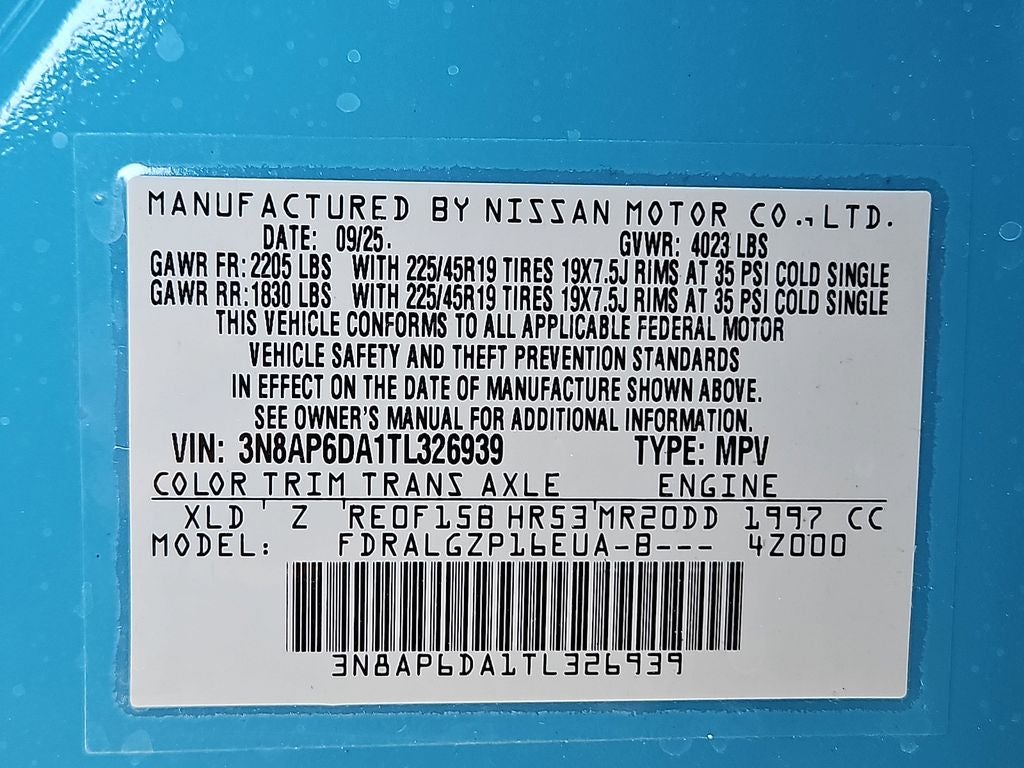 MANUFACTURED BY NISSAN MOTOR CO.,LTD.
DATE: 09/25. GVWR: 4023 LBS
GAWR FR: 2205 LBS WITH 225/45R19 TIRES 19X7.5J RIMS AT 35 PSI COLD SINGLE
GAWR RR: 1830 LBS WITH 225/45R19 TIRES 19X7.5J RIMS AT 35 PSI COLD SINGLE
THIS VEHICLE CONFORMS TO ALL APPLICABLE FEDERAL MOTOR
VEHICLE SAFETY AND THEFT PREVENTION STANDARDS
IN EFFECT ON THE DATE OF MANUFACTURE SHOWN ABOVE.
SEE OWNER'S MANUAL FOR ADDITIONAL INFORMATION.
VIN: 3N8AP6DA1TL326939 TYPE: MPV
COLOR TRIM TRANS AXLE ENGINE
XLD Z RE0F15B HR53 MR20DD 1997 CC
MODEL: FDRALGZP16EUA-B--- 4Z000
3N8AP6DA1TL326939